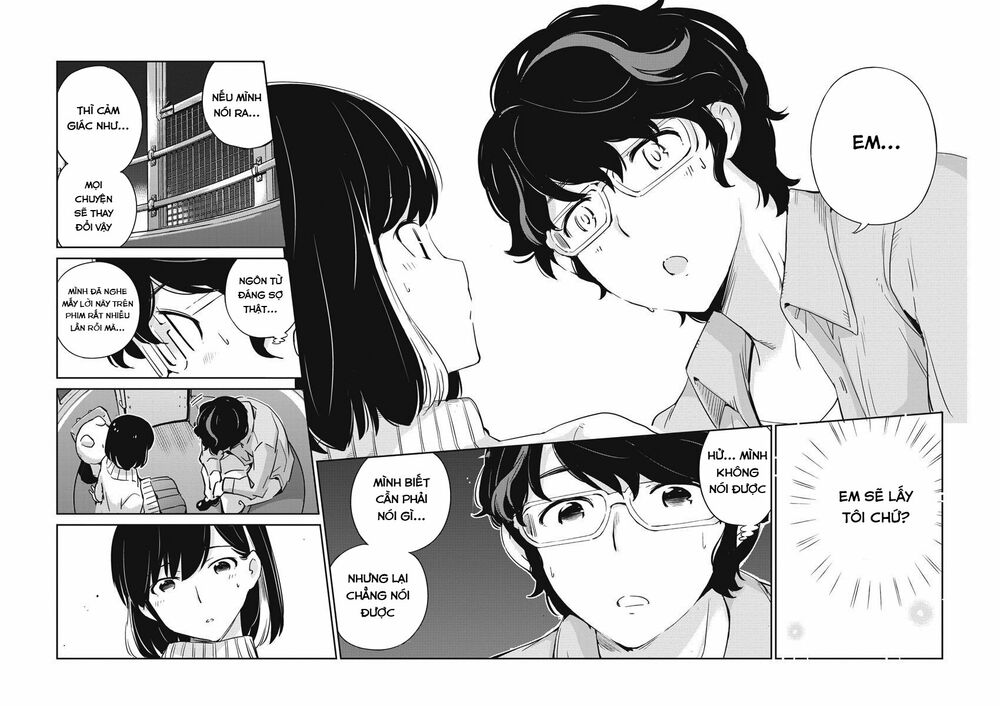 EM...
EM SẼ LẤY
TÔI CHỨ?
HỬ... MÌNH
KHÔNG
NÓI ĐƯỢC
MÌNH BIẾT
CẦN PHẢI
NÓI GÌ...
NHƯNG LẠI
CHẲNG NÓI
ĐƯỢC
NẾU MÌNH
NÓI RA...
THÌ CẢM
GIÁC NHƯ...
MỌI
CHUYỆN
SẼ THAY
ĐỔI VẬY
NGÔN TỪ
ĐÁNG SỢ
THẬT...
MÌNH ĐÃ NGHE
MẤY LỜI NÀY TRÊN
PHIM RẤT NHIỀU
LẦN RỒI MÀ...